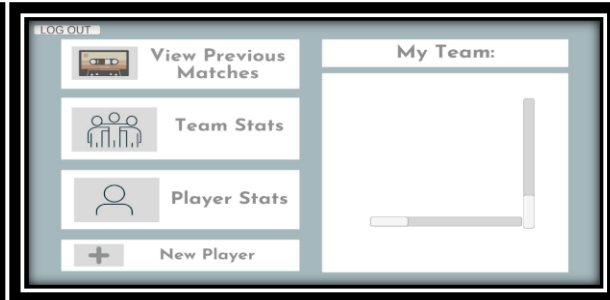 LOG OUT
View Previous
Matches
My Team:
Team Stats
Player Stats
New Player